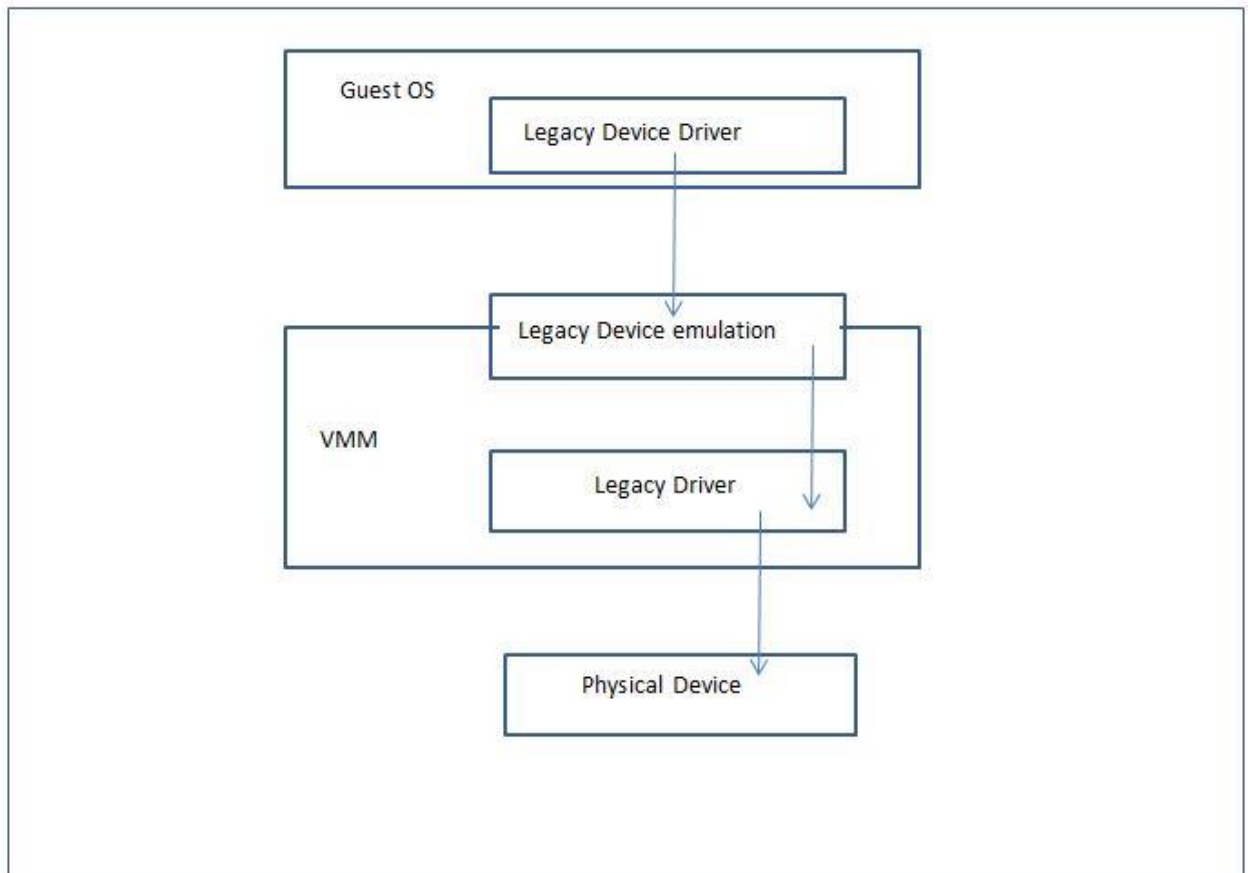 Guest OS
Legacy Device Driver
Legacy Device emulation
VMM
Legacy Driver
Physical Device